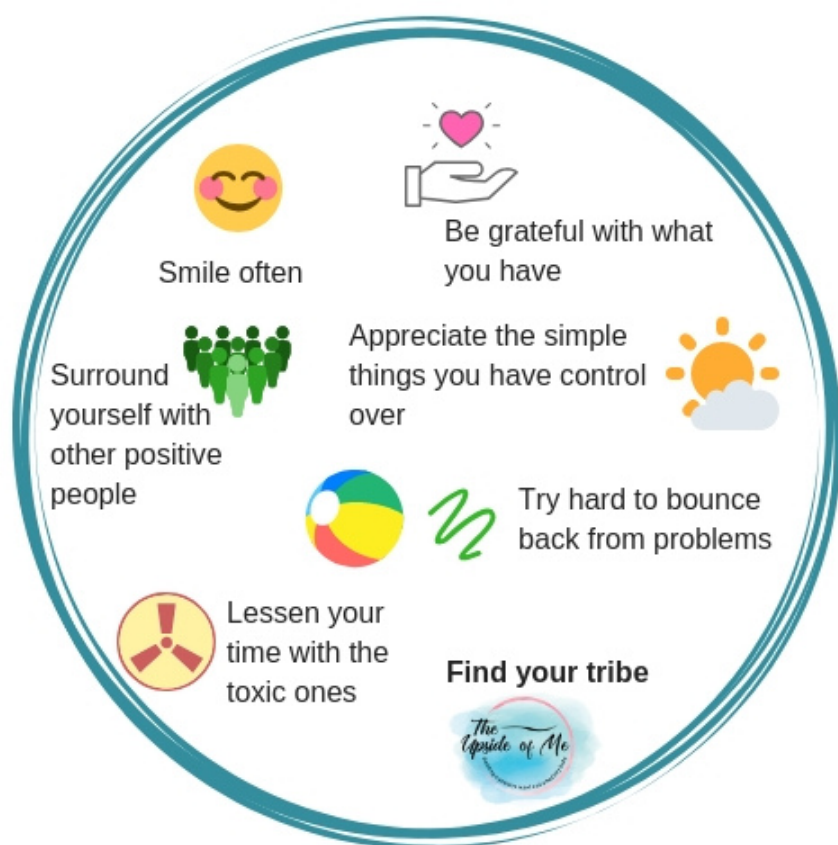 Smile often
Be grateful with what
you have
Surround
yourself with
other positive
people
Appreciate the simple
things you have control
over
Try hard to bounce
back from problems
Lessen your
time with the
toxic ones
Find your tribe
The
Upside of Me